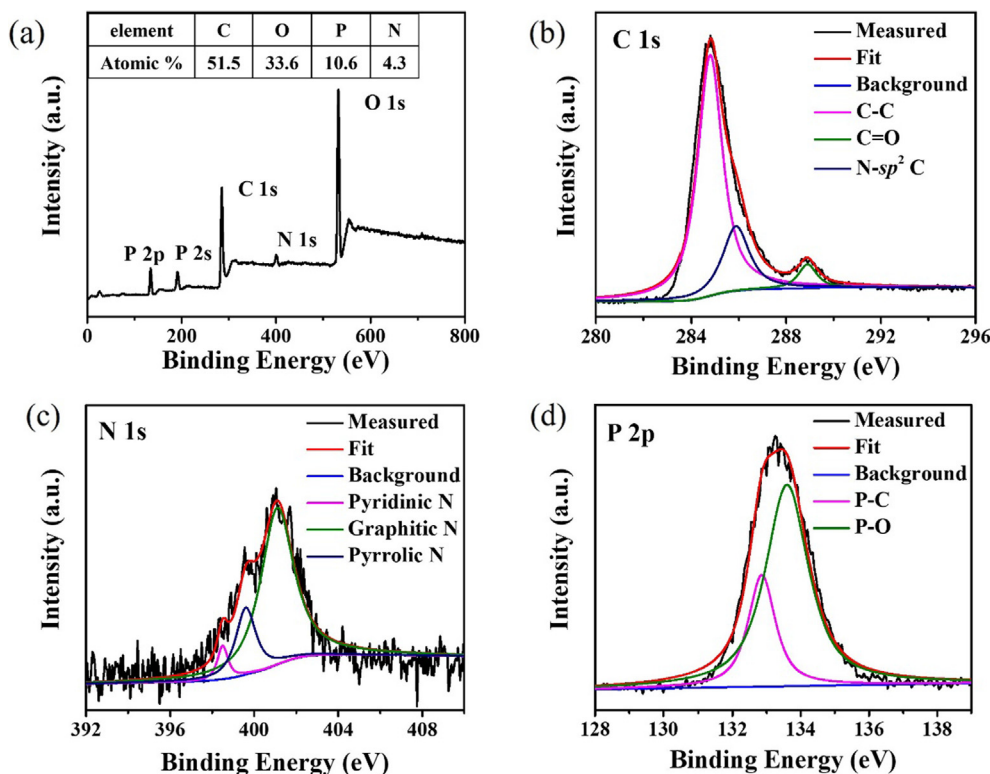 (a)
element C O P N
Atomic % 51.5 33.6 10.6 4.3
O 1s
C 1s
N 1s
P 2p
P 2s
Intensity (a.u.)
0 200 400 600 800
Binding Energy (eV)
(b)
C 1s
Measured
Fit
Background
C-C
C=O
N-sp² C
Intensity (a.u.)
280 284 288 292 296
Binding Energy (eV)
(c)
N 1s
Measured
Fit
Background
Pyridinic N
Graphitic N
Pyrrolic N
Intensity (a.u.)
392 396 400 404 408
Binding Energy (eV)
(d)
P 2p
Measured
Fit
Background
P-C
P-O
Intensity (a.u.)
128 130 132 134 136 138
Binding Energy (eV)